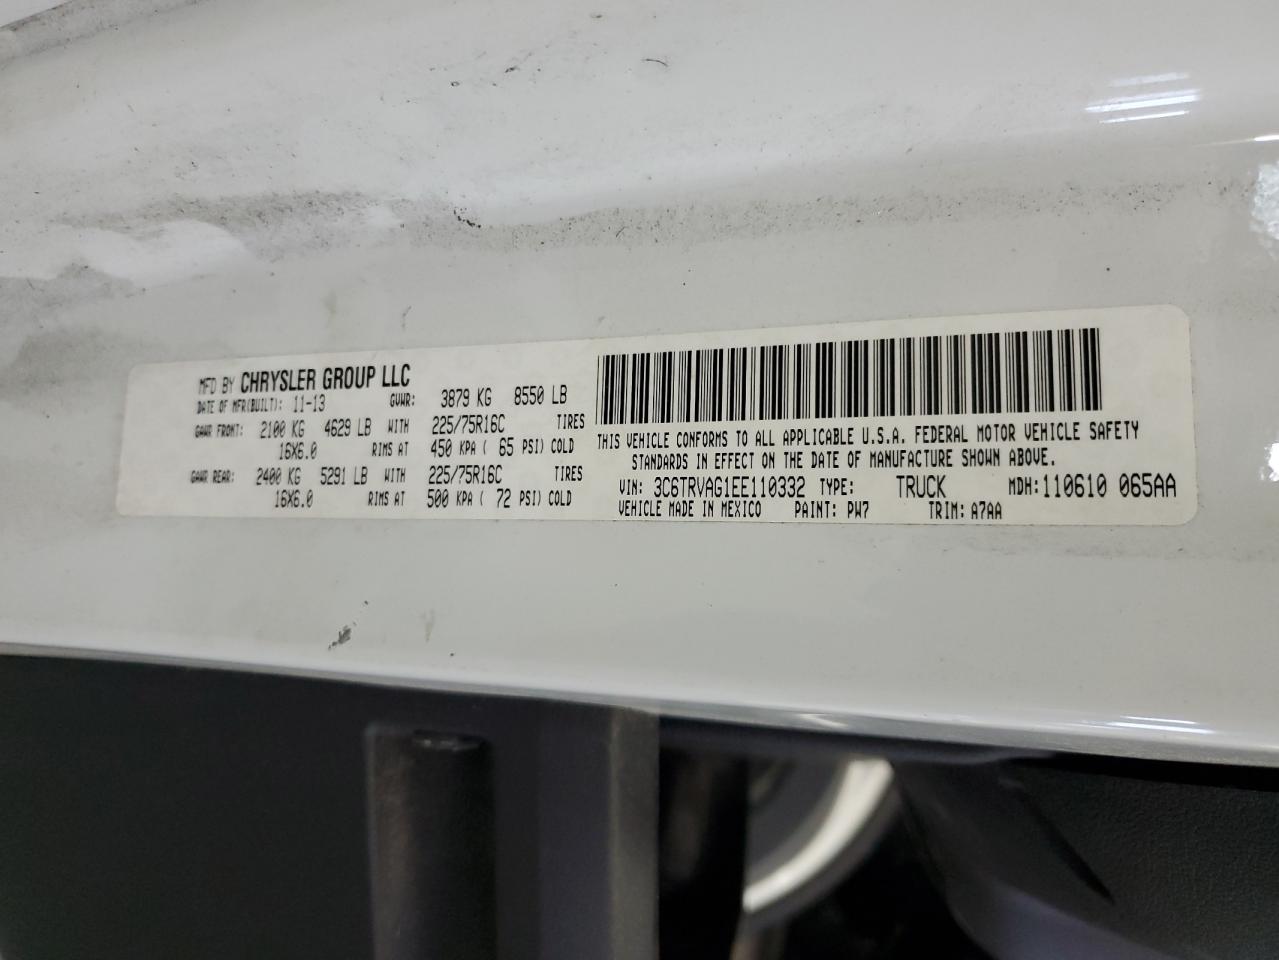 MFD BY CHRYSLER GROUP LLC
DATE OF MFR(BUILT): 11-13 GVWR: 3879 KG 8550 LB
GAWR FRONT: 2100 KG 4629 LB WITH 225/75R16C TIRES
16X6.0 RIMS AT 450 KPA ( 65 PSI) COLD
GAWR REAR: 2400 KG 5291 LB WITH 225/75R16C TIRES
16X6.0 RIMS AT 500 KPA ( 72 PSI) COLD
THIS VEHICLE CONFORMS TO ALL APPLICABLE U.S.A. FEDERAL MOTOR VEHICLE SAFETY
STANDARDS IN EFFECT ON THE DATE OF MANUFACTURE SHOWN ABOVE.
VIN: 3C6TRVAG1EE110332 TYPE: TRUCK MDH:110610 065AA
VEHICLE MADE IN MEXICO PAINT: PW7 TRIM: A7AA